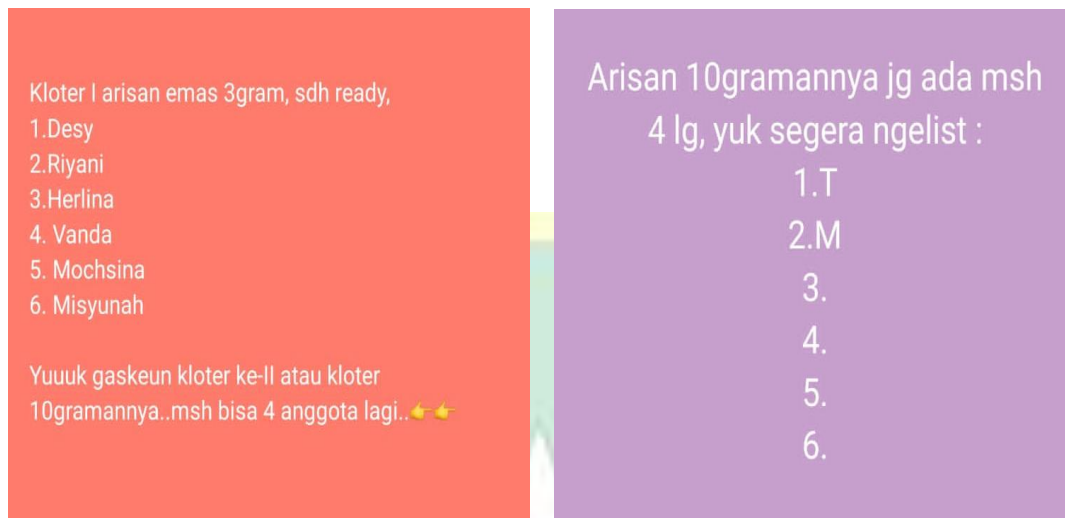 Kloter I arisan emas 3gram, sdh ready,
1.Desy
2.Riyani
3.Herlina
4. Vanda
5. Mochsina
6. Misyunah
Yuuuk gaskeun kloter ke-II atau kloter
10gramannya..msh bisa 4 anggota lagi..👉👉
Arisan 10gramannya jg ada msh
4 lg, yuk segera ngelist :
1.T
2.M
3.
4.
5.
6.